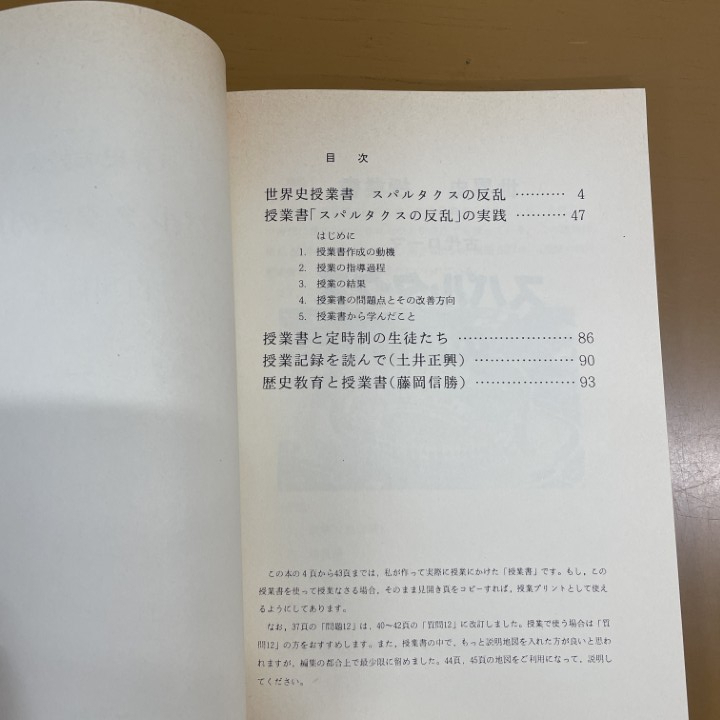 目　次
世界史授業書　スパルタクスの反乱 ………… 4
授業書「スパルタクスの反乱」の実践 ………… 47
はじめに
1. 授業書作成の動機
2. 授業の指導過程
3. 授業の結果
4. 授業書の問題点とその改善方向
5. 授業書から学んだこと
授業書と定時制の生徒たち ………………… 86
授業記録を読んで(土井正興) ………………… 90
歴史教育と授業書(藤岡信勝) ………………… 93
この本の4頁から43頁までは、私が作って実際に授業にかけた「授業書」です。もし、この
授業書を使って授業なさる場合、そのまま見開き頁をコピーすれば、授業プリントとして使え
るようにしてあります。
なお、37頁の「問題12」は、40〜42頁の「質問12」に改訂しました。授業で使う場合は「質
問12」の方をおすすめします。また、授業書の中で、もっと説明地図を入れた方が良いと思わ
れますが、編集の都合上で最少限に留めました。44頁、45頁の地図をご利用になって、説明し
てください。